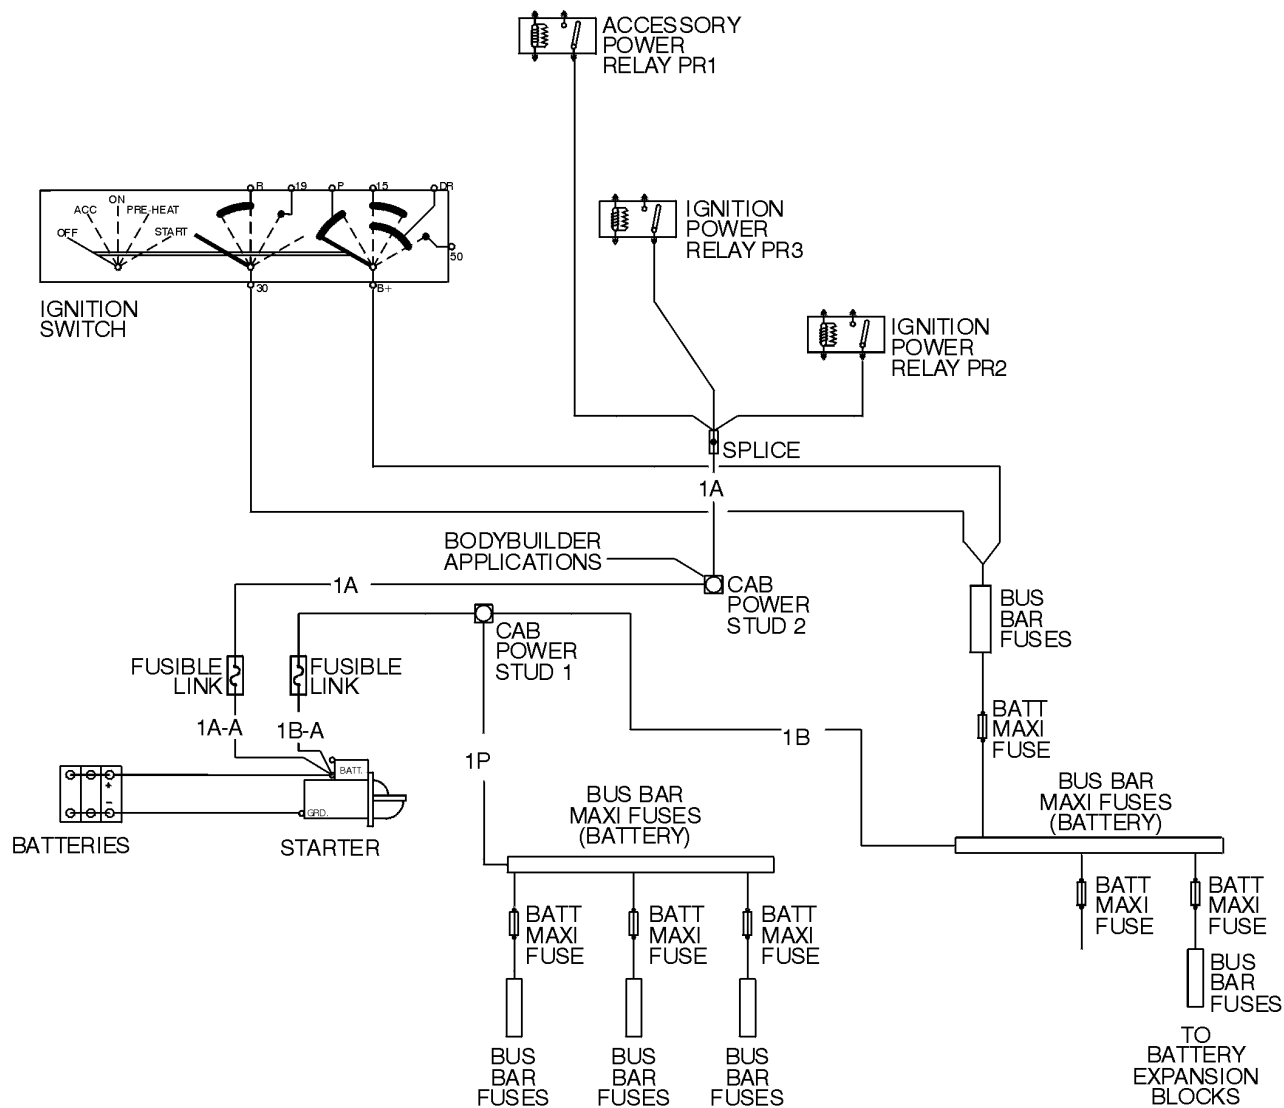 ACCESSORY
POWER
RELAY PR1
R
19
P
15
DR
ON
ACC
PRE-HEAT
OFF
START
50
30
B+
IGNITION
SWITCH
IGNITION
POWER
RELAY PR3
IGNITION
POWER
RELAY PR2
SPLICE
1A
BODYBUILDER
APPLICATIONS
1A
CAB
POWER
STUD 2
CAB
POWER
STUD 1
BUS
BAR
FUSES
FUSIBLE
LINK
FUSIBLE
LINK
1A-A
1B-A
1B
1P
BATT
MAXI
FUSE
BATT.
+
–
GRD.
BATTERIES
STARTER
BUS BAR
MAXI FUSES
(BATTERY)
BUS BAR
MAXI FUSES
(BATTERY)
BATT
MAXI
FUSE
BATT
MAXI
FUSE
BATT
MAXI
FUSE
BATT
MAXI
FUSE
BATT
MAXI
FUSE
BUS
BAR
FUSES
TO
BATTERY
EXPANSION
BLOCKS
BUS
BAR
FUSES
BUS
BAR
FUSES
BUS
BAR
FUSES